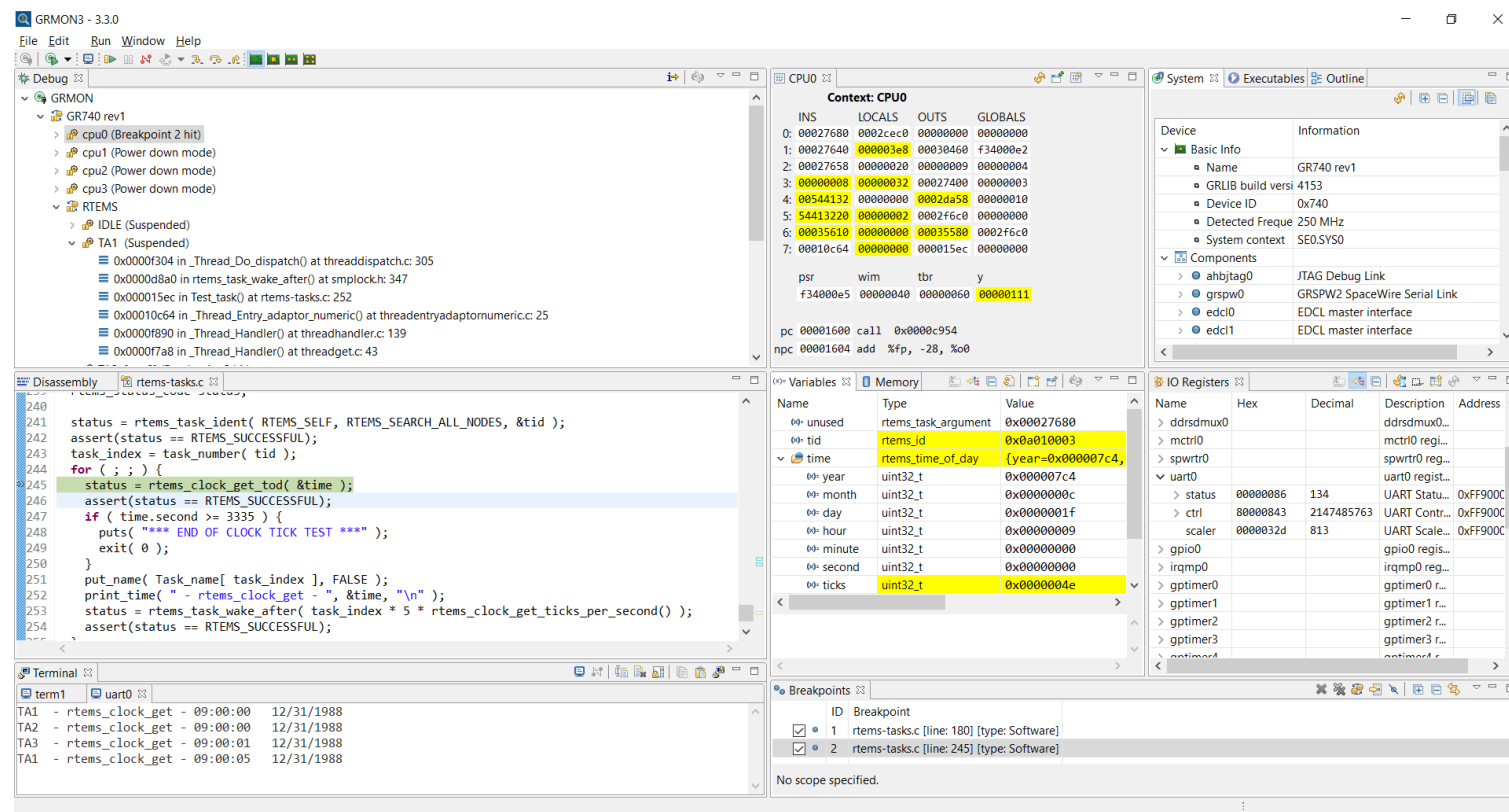 GRMON3 - 3.3.0
File Edit Run Window Help
Debug
GRMON
GR740 rev1
cpu0 (Breakpoint 2 hit)
cpu1 (Power down mode)
cpu2 (Power down mode)
cpu3 (Power down mode)
RTEMS
IDLE (Suspended)
TA1 (Suspended)
0x0000f304 in _Thread_Do_dispatch() at threaddispatch.c: 305
0x0000d8a0 in rtems_task_wake_after() at smplock.h: 347
0x000015ec in Test_task() at rtems-tasks.c: 252
0x00010c64 in _Thread_Entry_adaptor_numeric() at threadentryadaptornumeric.c: 25
0x0000f890 in _Thread_Handler() at threadhandler.c: 139
0x0000f7a8 in _Thread_Handler() at threadget.c: 43
CPU0
Context: CPU0
INS LOCALS OUTS GLOBALS
0: 00027680 0002cec0 00000000 00000000
1: 00027640 000003e8 00030460 f34000e2
2: 00027658 00000020 00000009 00000004
3: 00000008 00000032 00027400 00000003
4: 00544132 00000000 0002da58 00000010
5: 54413220 00000002 0002f6c0 00000000
6: 00035610 00000000 00035580 0002f6c0
7: 00010c64 00000000 000015ec 00000000
psr wim tbr y
f34000e5 00000040 00000060 00000111
pc 00001600 call 0x0000c954
npc 00001604 add %fp, -28, %o0
System Executables Outline
Device Information
Basic Info
Name GR740 rev1
GRLIB build versi 4153
Device ID 0x740
Detected Freque 250 MHz
System context SE0.SYS0
Components
ahbjtag0 JTAG Debug Link
grspw0 GRSPW2 SpaceWire Serial Link
edcl0 EDCL master interface
edcl1 EDCL master interface
Disassembly rtems-tasks.c
240
241 status = rtems_task_ident( RTEMS_SELF, RTEMS_SEARCH_ALL_NODES, &tid );
242 assert(status == RTEMS_SUCCESSFUL);
243 task_index = task_number( tid );
244 for ( ; ; ) {
245 status = rtems_clock_get_tod( &time );
246 assert(status == RTEMS_SUCCESSFUL);
247 if ( time.second >= 3335 ) {
248 puts( "*** END OF CLOCK TICK TEST ***" );
249 exit( 0 );
250 }
251 put_name( Task_name[ task_index ], FALSE );
252 print_time( " - rtems_clock_get - ", &time, "\n" );
253 status = rtems_task_wake_after( task_index * 5 * rtems_clock_get_ticks_per_second() );
254 assert(status == RTEMS_SUCCESSFUL);
Variables Memory
Name Type Value
unused rtems_task_argument 0x00027680
tid rtems_id 0x0a010003
time rtems_time_of_day {year=0x000007c4,
year uint32_t 0x000007c4
month uint32_t 0x0000000c
day uint32_t 0x0000001f
hour uint32_t 0x00000009
minute uint32_t 0x00000000
second uint32_t 0x00000000
ticks uint32_t 0x0000004e
IO Registers
Name Hex Decimal Description Address
ddrsdmux0 ddrsdmux0...
mctrl0 mctrl0 regi...
spwrtr0 spwrtr0 reg...
uart0 uart0 regist...
status 00000086 134 UART Statu... 0xFF9000
ctrl 80000843 2147485763 UART Contr... 0xFF9000
scaler 0000032d 813 UART Scale... 0xFF9000
gpio0 gpio0 regis...
irqmp0 irqmp0 reg...
gptimer0 gptimer0 r...
gptimer1 gptimer1 r...
gptimer2 gptimer2 r...
gptimer3 gptimer3 r...
gptimer4 gptimer4 r...
Terminal
term1 uart0
TA1 - rtems_clock_get - 09:00:00 12/31/1988
TA2 - rtems_clock_get - 09:00:00 12/31/1988
TA3 - rtems_clock_get - 09:00:01 12/31/1988
TA1 - rtems_clock_get - 09:00:05 12/31/1988
Breakpoints
ID Breakpoint
1 rtems-tasks.c [line: 180] [type: Software]
2 rtems-tasks.c [line: 245] [type: Software]
No scope specified.